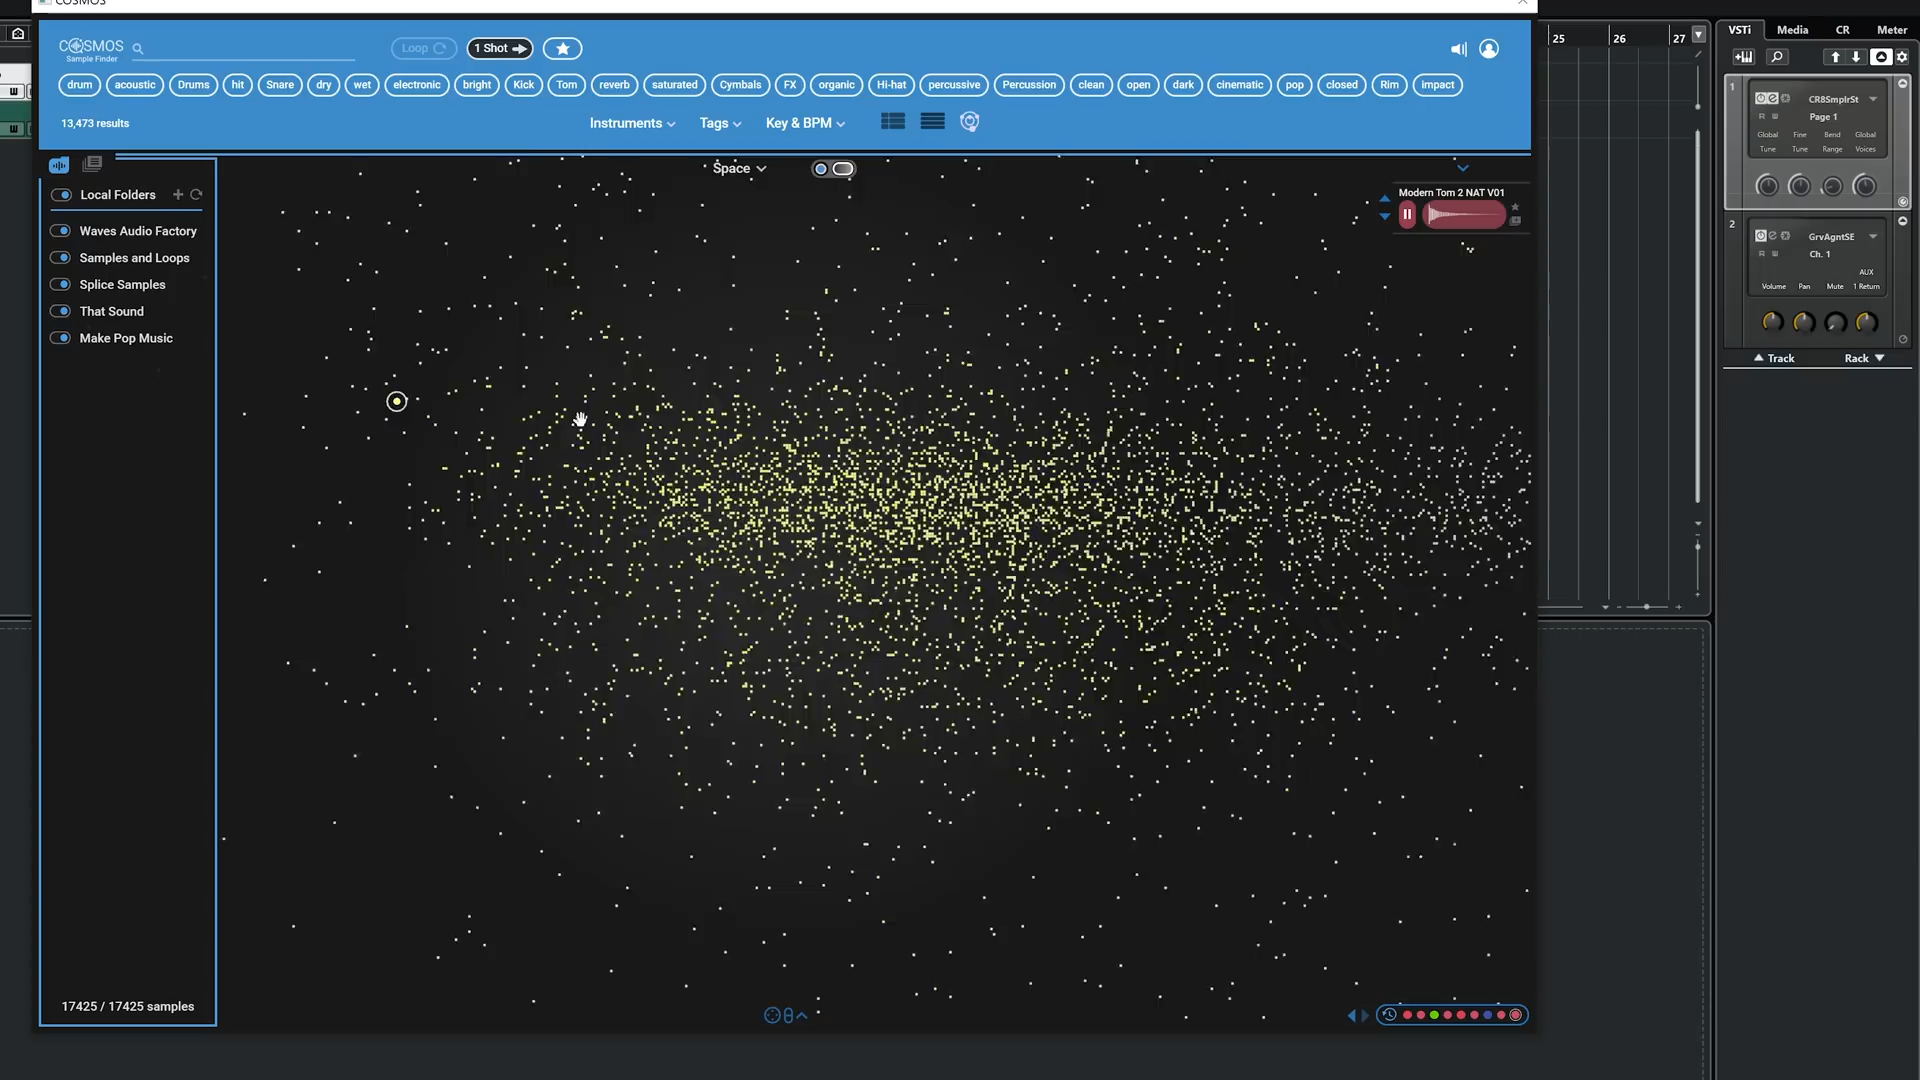 COSMOS
COSMOS
Sample Finder
Loop
1 Shot
drum acoustic Drums hit Snare dry wet electronic bright Kick Tom reverb saturated Cymbals FX organic Hi-hat percussive Percussion clean open dark cinematic pop closed Rim impact
13,473 results
Instruments Tags Key & BPM
Space
Local Folders
Waves Audio Factory
Samples and Loops
Splice Samples
That Sound
Make Pop Music
17425 / 17425 samples
Modern Tom 2 NAT V01
25 26 27
VSTi Media CR Meter
1 CR8SmplrSt
R W Page 1
Global Fine Bend Global
Tune Tune Range Voices
2 GrvAgntSE
R W Ch. 1
AUX
Volume Pan Mute 1 Return
Track Rack